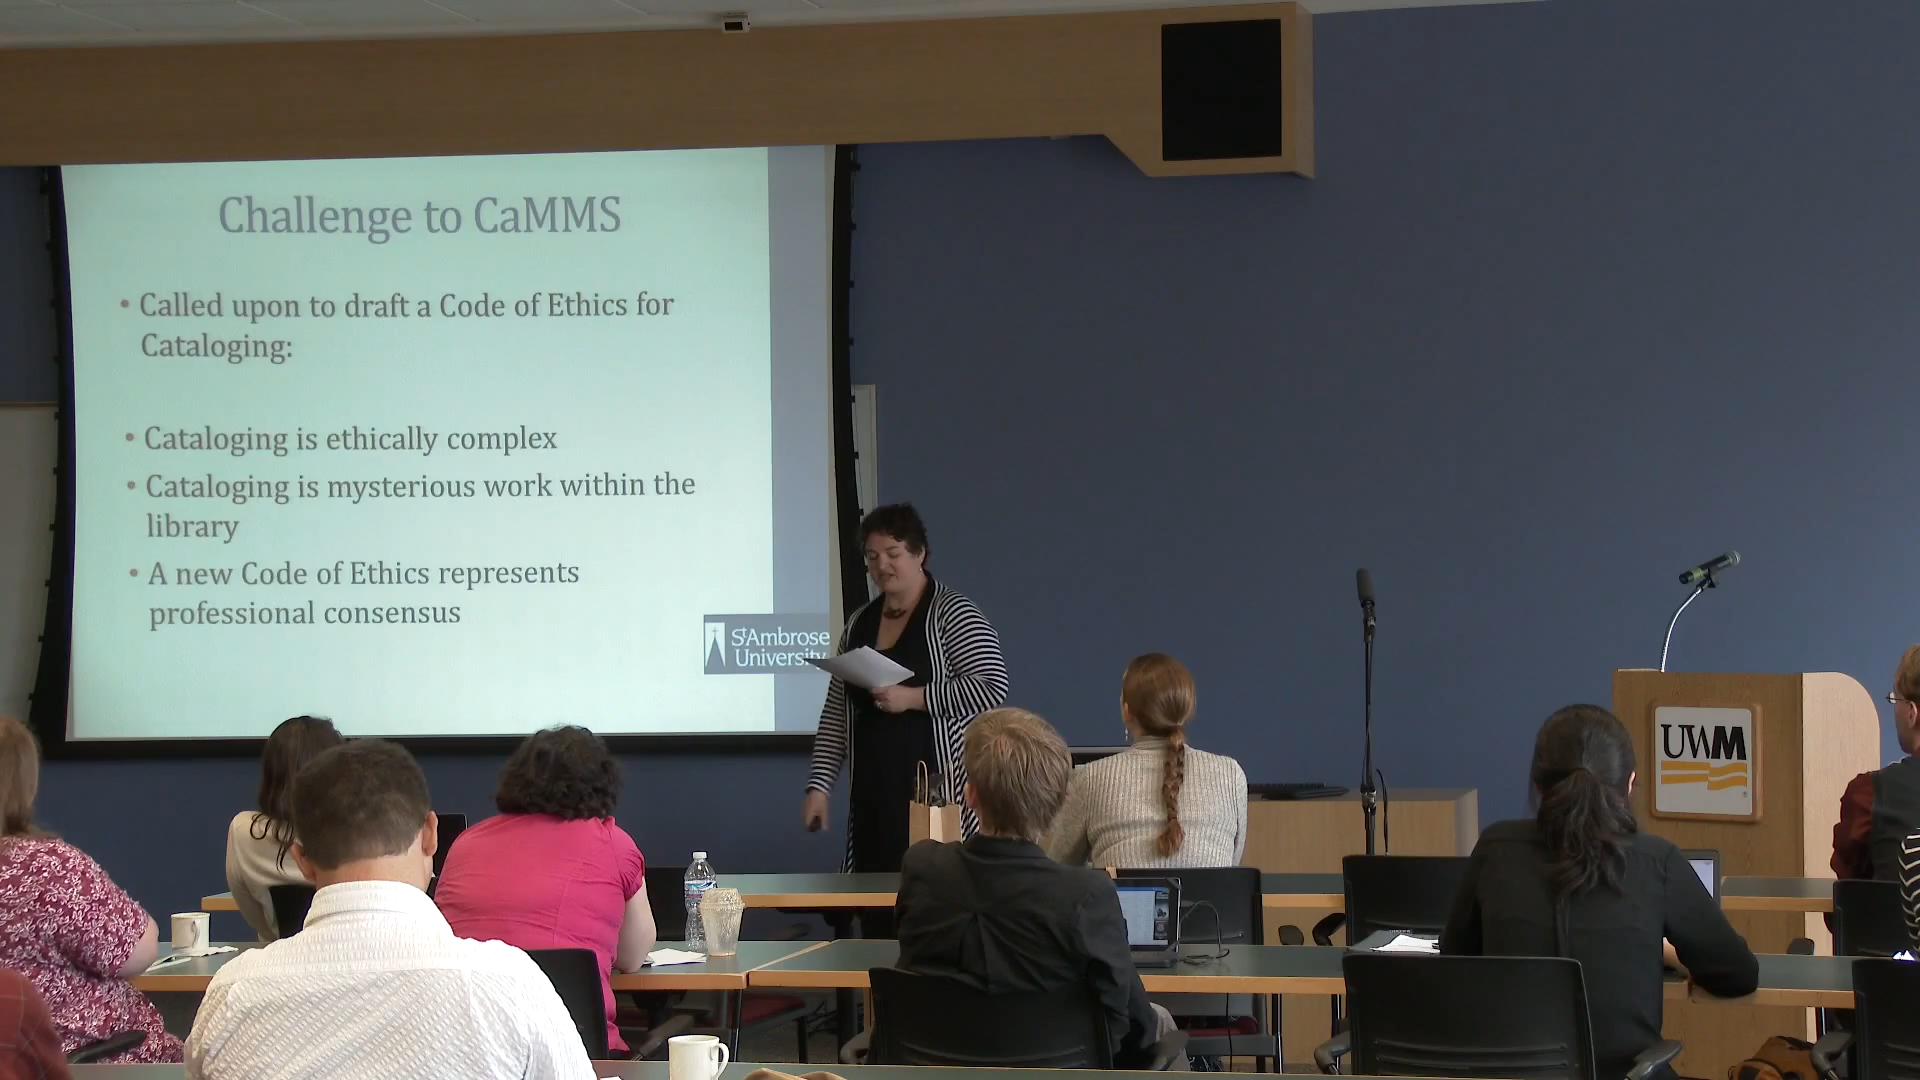 Challenge to CaMMS
• Called upon to draft a Code of Ethics for
Cataloging:
• Cataloging is ethically complex
• Cataloging is mysterious work within the
library
• A new Code of Ethics represents
professional consensus
St Ambrose
University
UWM